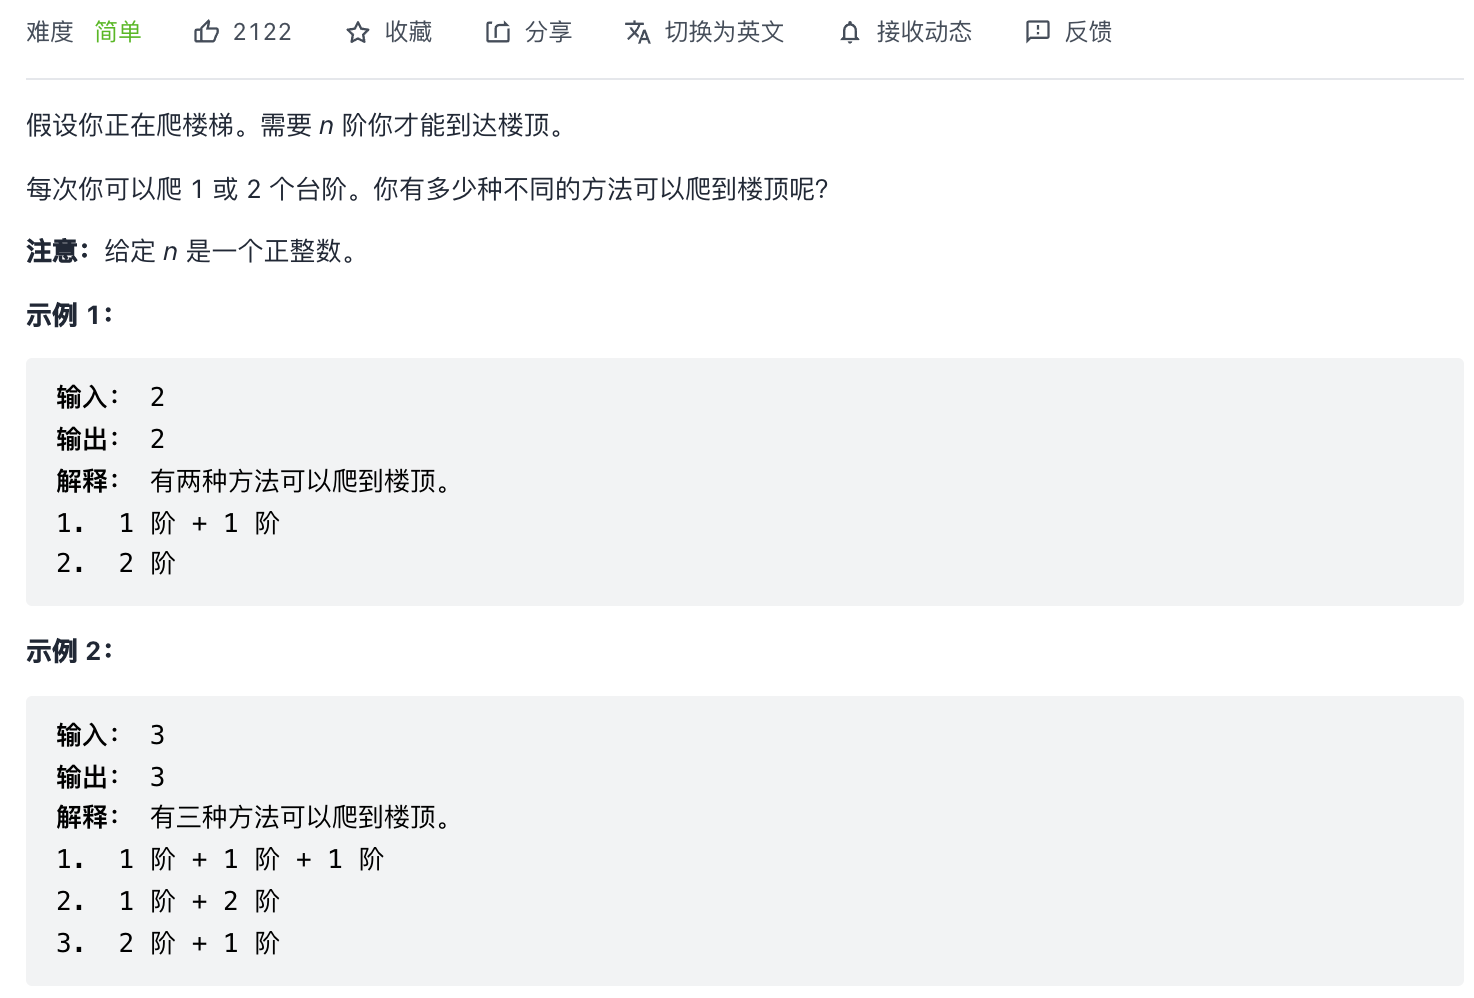 难度 简单 2122 收藏 分享 切换为英文 接收动态 反馈
假设你正在爬楼梯。需要 n 阶你才能到达楼顶。
每次你可以爬 1 或 2 个台阶。你有多少种不同的方法可以爬到楼顶呢?
注意：给定 n 是一个正整数。
示例 1：
输入： 2
输出： 2
解释： 有两种方法可以爬到楼顶。
1. 1 阶 + 1 阶
2. 2 阶
示例 2：
输入： 3
输出： 3
解释： 有三种方法可以爬到楼顶。
1. 1 阶 + 1 阶 + 1 阶
2. 1 阶 + 2 阶
3. 2 阶 + 1 阶